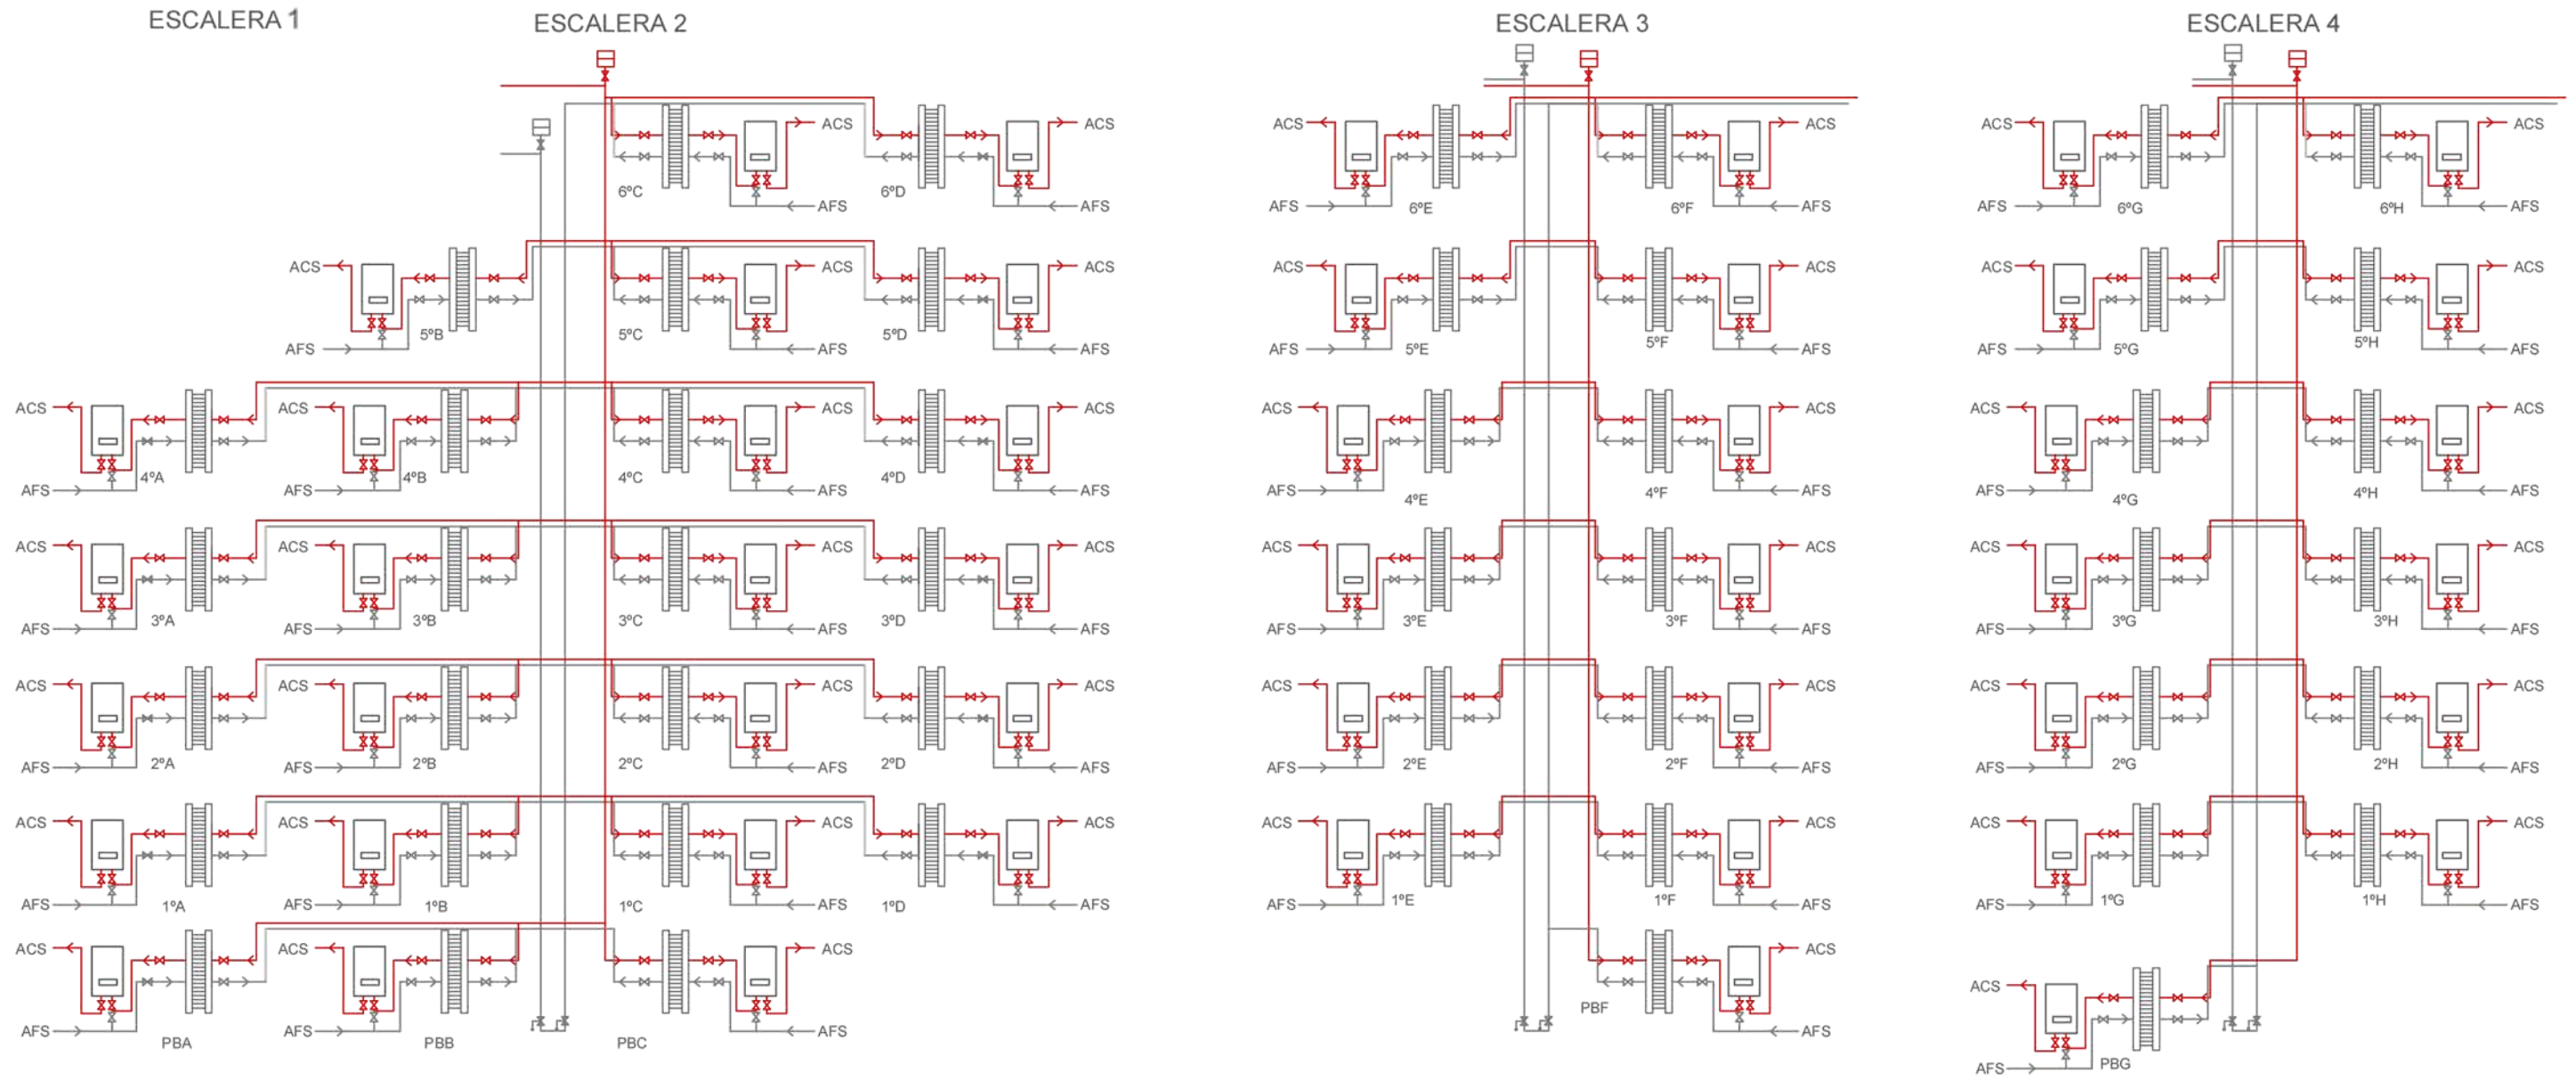 ESCALERA 1 ESCALERA 2 ESCALERA 3 ESCALERA 4
ACS ACS ACS ACS ACS ACS
6ºC 6ºD 6ºE 6ºF 6ºG 6ºH
AFS AFS AFS AFS AFS AFS
ACS ACS ACS ACS ACS ACS ACS
5ºB 5ºC 5ºD 5ºE 5ºF 5ºG 5ºH
AFS AFS AFS AFS AFS AFS AFS
ACS ACS ACS ACS ACS ACS ACS ACS
4ºA 4ºB 4ºC 4ºD 4ºE 4ºF 4ºG 4ºH
AFS AFS AFS AFS AFS AFS AFS AFS
ACS ACS ACS ACS ACS ACS ACS ACS
3ºA 3ºB 3ºC 3ºD 3ºE 3ºF 3ºG 3ºH
AFS AFS AFS AFS AFS AFS AFS AFS
ACS ACS ACS ACS ACS ACS ACS ACS
2ºA 2ºB 2ºC 2ºD 2ºE 2ºF 2ºG 2ºH
AFS AFS AFS AFS AFS AFS AFS AFS
ACS ACS ACS ACS ACS ACS ACS ACS
1ºA 1ºB 1ºC 1ºD 1ºE 1ºF 1ºG 1ºH
AFS AFS AFS AFS AFS AFS AFS AFS
ACS ACS ACS ACS ACS
AFS AFS AFS AFS AFS
PBA PBB PBC PBF PBG